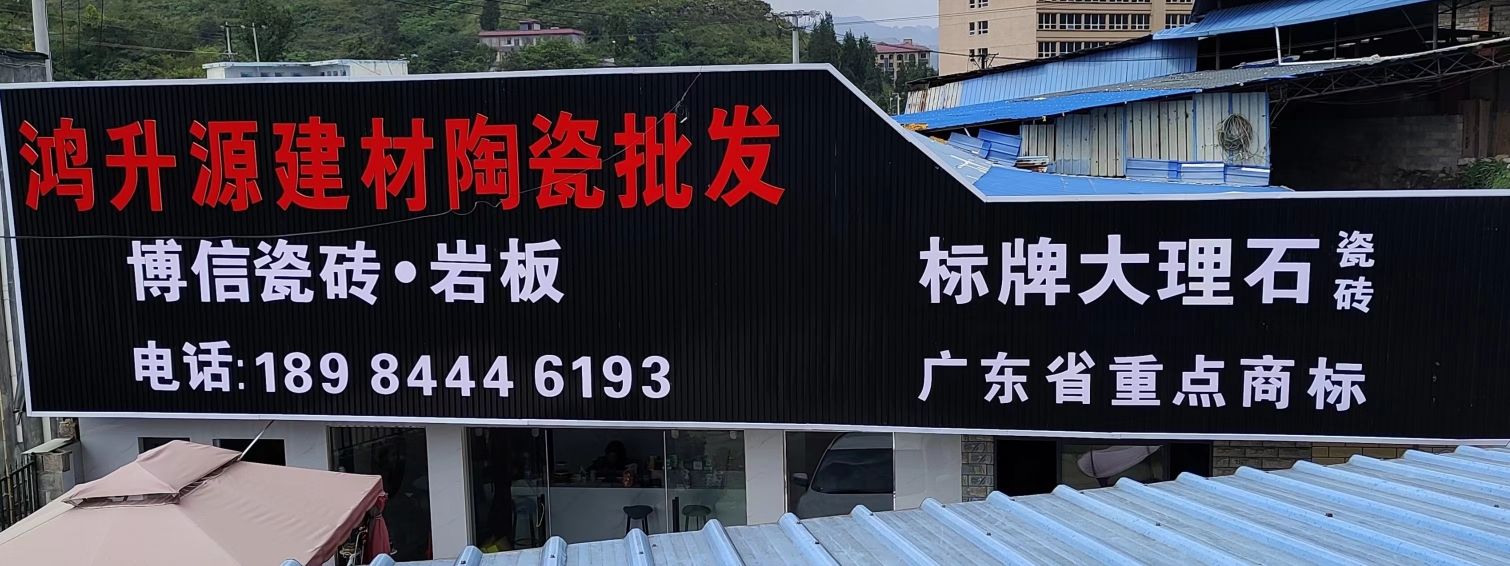 鸿升源建材陶瓷批发
博信瓷砖·岩板
电话:189 8444 6193
标牌大理石瓷砖
广东省重点商标